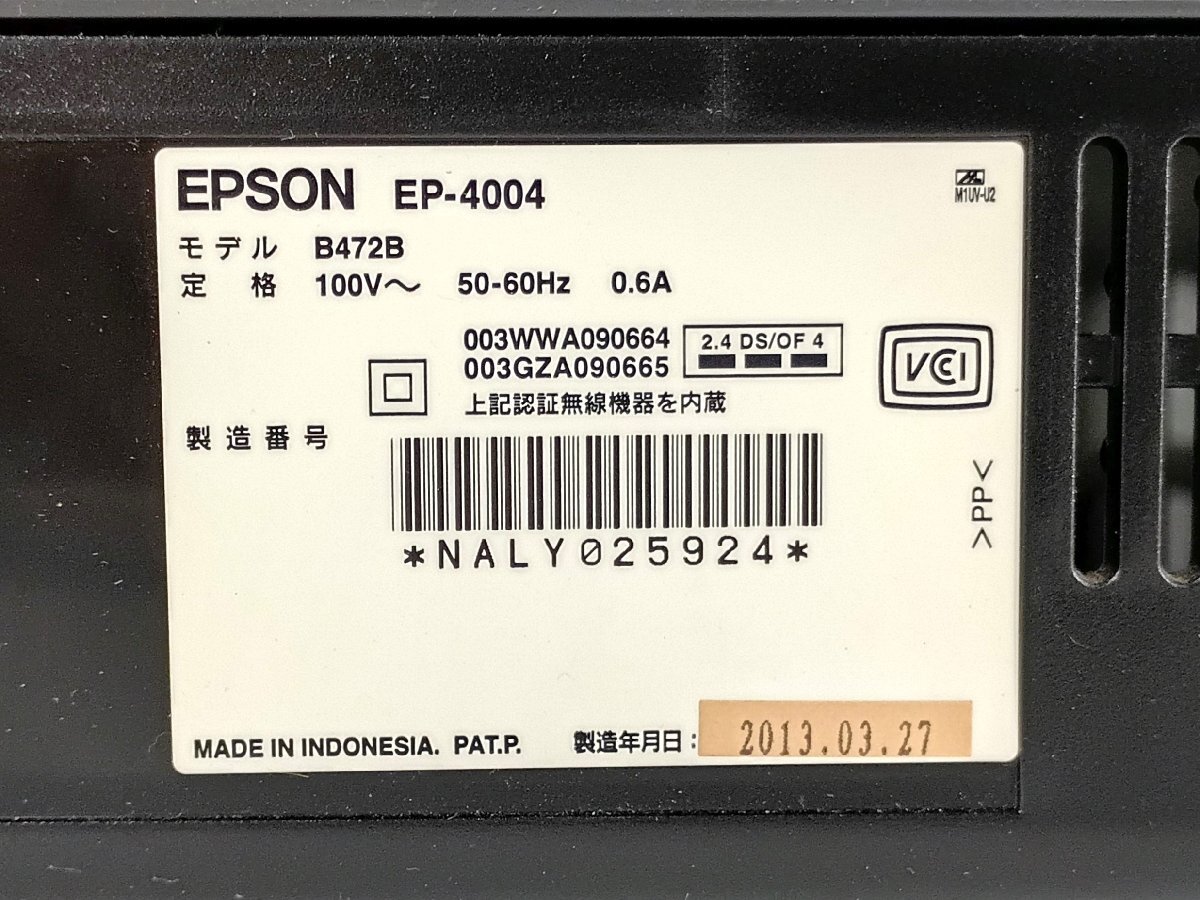 EPSON EP-4004
M1UV-U2
モデル B472B
定格 100V～ 50-60Hz 0.6A
003WWA090664
003GZA090665
2.4 DS/OF 4
上記認証無線機器を内蔵
VCCI
製造番号
*NALY025924*
>PP<
MADE IN INDONESIA. PAT.P.
製造年月日: 2013.03.27